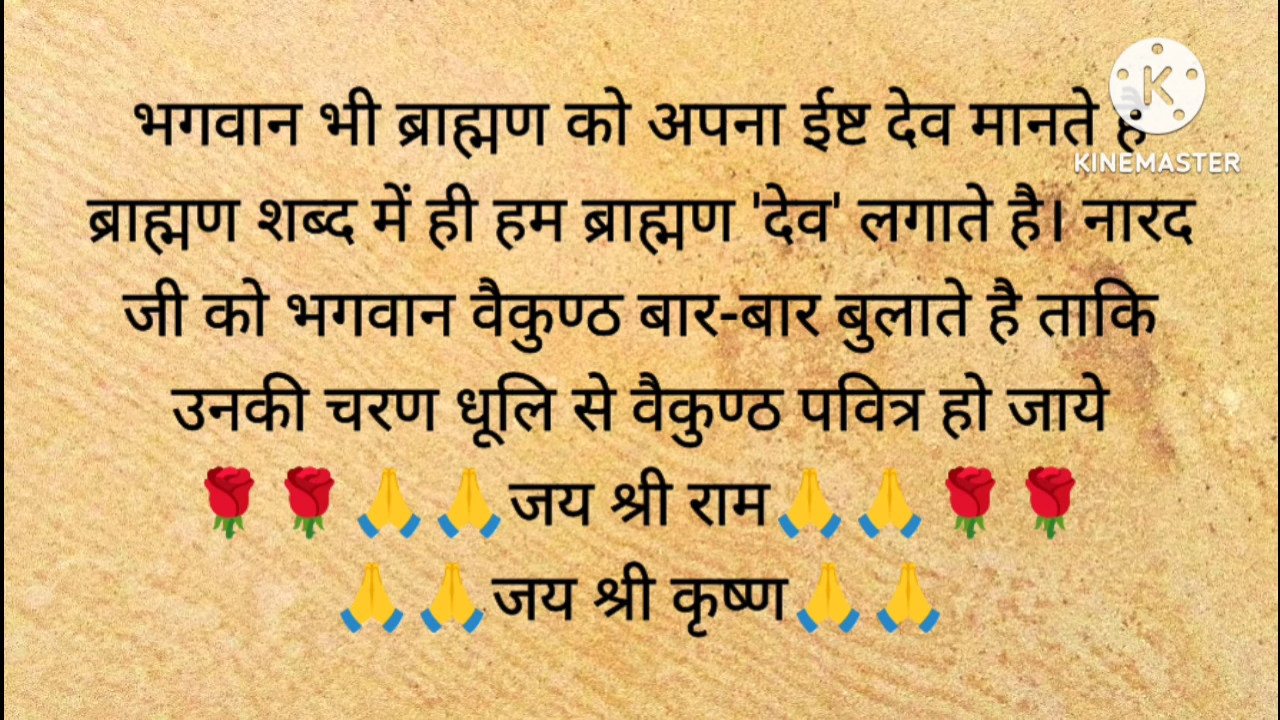 भगवान भी ब्राह्मण को अपना ईष्ट देव मानते
ब्राह्मण शब्द में ही हम ब्राह्मण 'देव' लगाते है। नारद
जी को भगवान वैकुण्ठ बार-बार बुलाते है ताकि
उनकी चरण धूलि से वैकुण्ठ पवित्र हो जाये
🌹🌹🙏🙏जय श्री राम🙏🙏🌹🌹
🙏🙏जय श्री कृष्ण🙏🙏
K
KINEMASTER